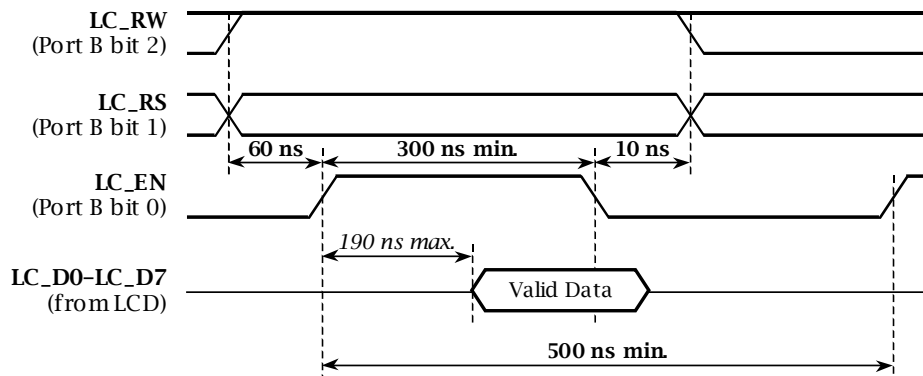 LC_RW
(Port B bit 2)
LC_RS
(Port B bit 1)
60 ns
300 ns min.
10 ns
LC_EN
(Port B bit 0)
190 ns max.
LC_D0–LC_D7
(from LCD)
Valid Data
500 ns min.